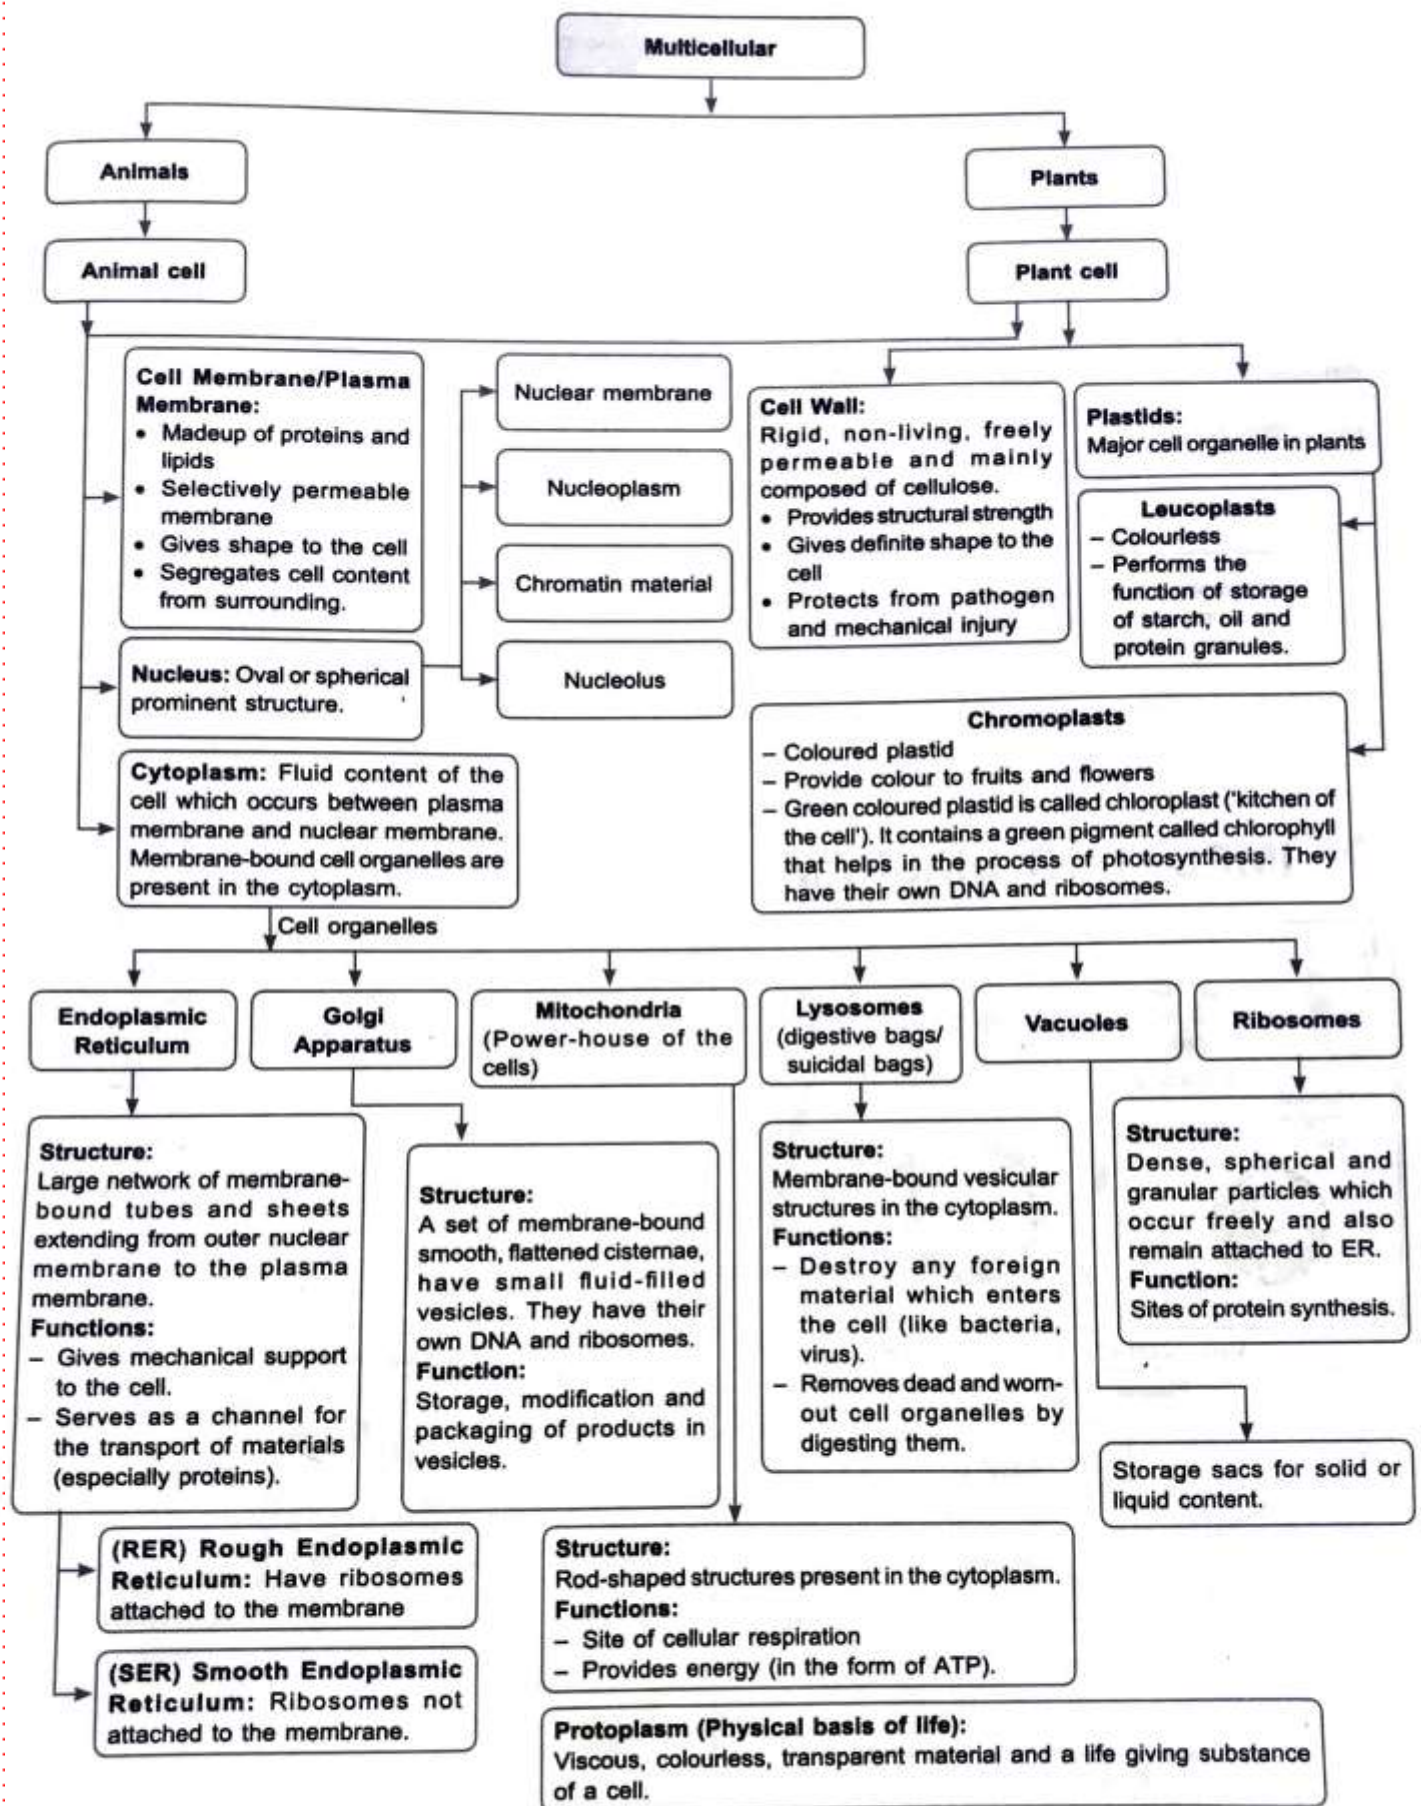 Multicellular
Animals
Plants
Animal cell
Plant cell
Cell Membrane/Plasma
Membrane:
• Madeup of proteins and
lipids
• Selectively permeable
membrane
• Gives shape to the cell
• Segregates cell content
from surrounding.
Nucleus: Oval or spherical
prominent structure.
Cytoplasm: Fluid content of the
cell which occurs between plasma
membrane and nuclear membrane.
Membrane-bound cell organelles are
present in the cytoplasm.
Nuclear membrane
Nucleoplasm
Chromatin material
Nucleolus
Cell Wall:
Rigid, non-living, freely
permeable and mainly
composed of cellulose.
• Provides structural strength
• Gives definite shape to the
cell
• Protects from pathogen
and mechanical injury
Plastids:
Major cell organelle in plants
Leucoplasts
– Colourless
– Performs the
function of storage
of starch, oil and
protein granules.
Chromoplasts
– Coloured plastid
– Provide colour to fruits and flowers
– Green coloured plastid is called chloroplast ('kitchen of
the cell'). It contains a green pigment called chlorophyll
that helps in the process of photosynthesis. They
have their own DNA and ribosomes.
Cell organelles
Endoplasmic
Reticulum
Golgi
Apparatus
Mitochondria
(Power-house of the
cells)
Lysosomes
(digestive bags/
suicidal bags)
Vacuoles
Ribosomes
Structure:
Large network of membrane-
bound tubes and sheets
extending from outer nuclear
membrane to the plasma
membrane.
Functions:
– Gives mechanical support
to the cell.
– Serves as a channel for
the transport of materials
(especially proteins).
Structure:
A set of membrane-bound
smooth, flattened cisternae,
have small fluid-filled
vesicles. They have their
own DNA and ribosomes.
Function:
Storage, modification and
packaging of products in
vesicles.
Structure:
Membrane-bound vesicular
structures in the cytoplasm.
Functions:
– Destroy any foreign
material which enters
the cell (like bacteria,
virus).
– Removes dead and worn-
out cell organelles by
digesting them.
Structure:
Dense, spherical and
granular particles which
occur freely and also
remain attached to ER.
Function:
Sites of protein synthesis.
Storage sacs for solid or
liquid content.
(RER) Rough Endoplasmic
Reticulum: Have ribosomes
attached to the membrane
(SER) Smooth Endoplasmic
Reticulum: Ribosomes not
attached to the membrane.
Structure:
Rod-shaped structures present in the cytoplasm.
Functions:
– Site of cellular respiration
– Provides energy (in the form of ATP).
Protoplasm (Physical basis of life):
Viscous, colourless, transparent material and a life giving substance
of a cell.